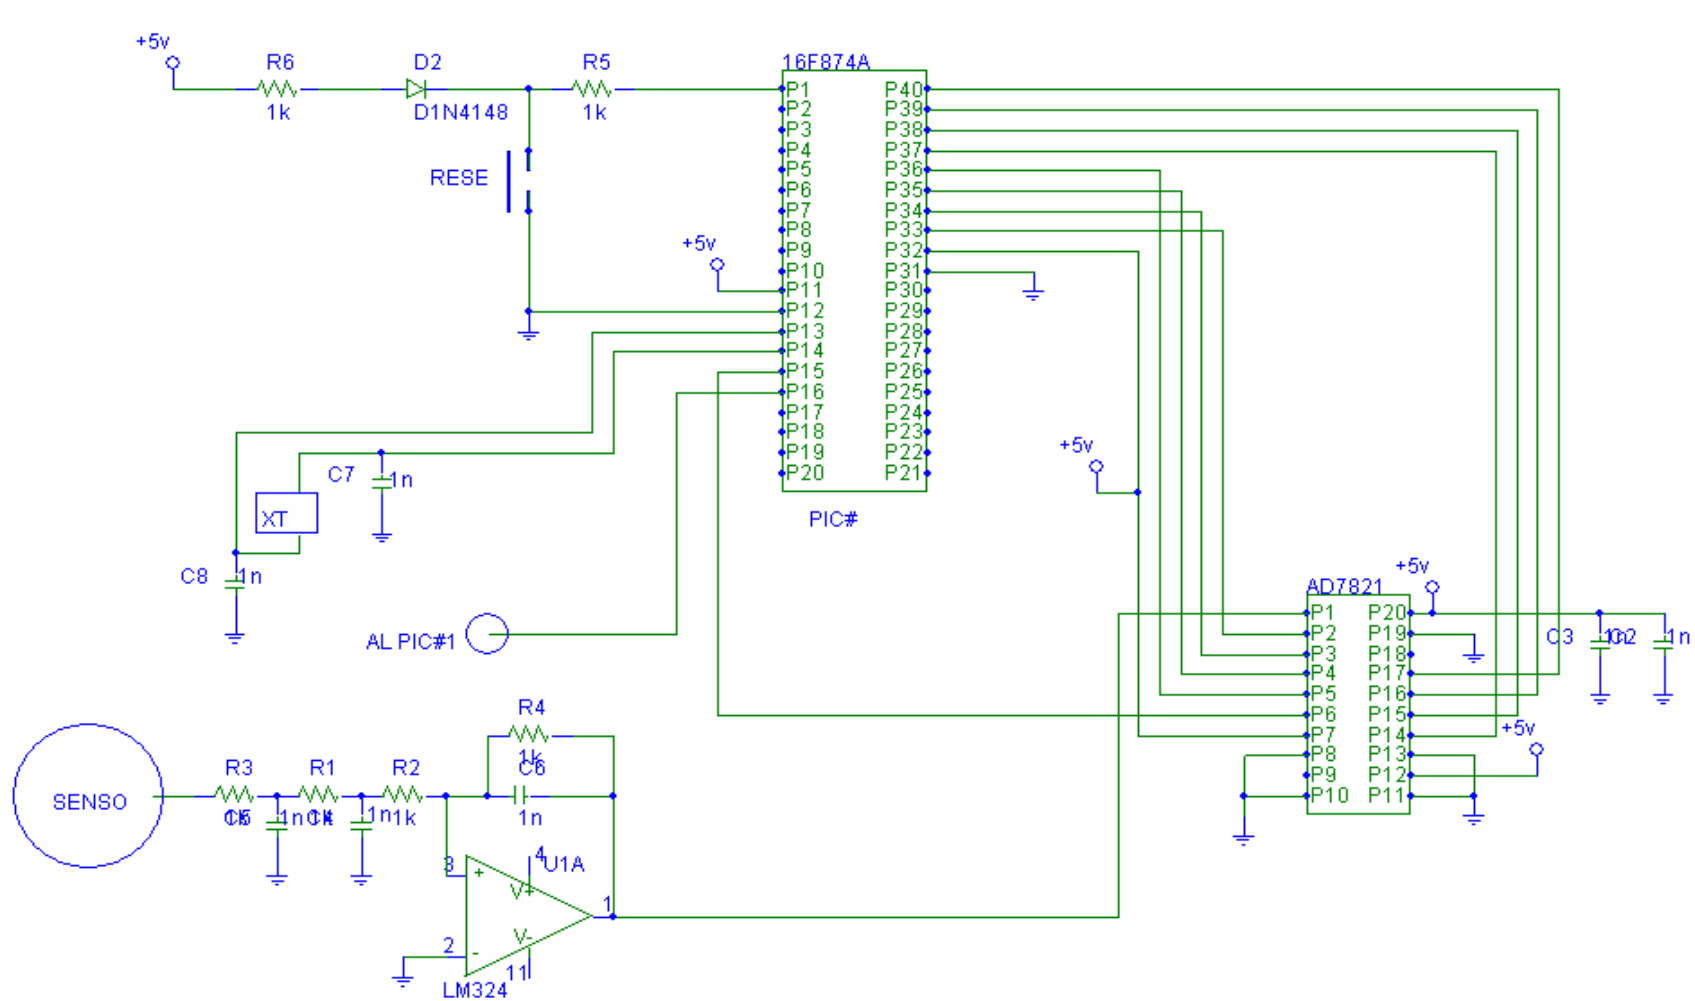 +5v
R6
D2
R5
16F874A
1k
D1N4148
1k
P1
P2
P3
P4
P5
P6
P7
P8
P9
P10
P11
P12
P13
P14
P15
P16
P17
P18
P19
P20
P40
P39
P38
P37
P36
P35
P34
P33
P32
P31
P30
P29
P28
P27
P26
P25
P24
P23
P22
P21
RESE
+5v
+5v
C7
1n
XT
PIC#
C8
1n
AL PIC#1
+5v
AD7821
P1
P2
P3
P4
P5
P6
P7
P8
P9
P10
P20
P19
P18
P17
P16
P15
P14
P13
P12
P11
C3
1n
C2
1n
+5v
R4
1k
C6
1n
SENSO
R3
R1
R2
1n
1n
1k
3
+
4
U1A
V+
1
V-
2
-
11
LM324